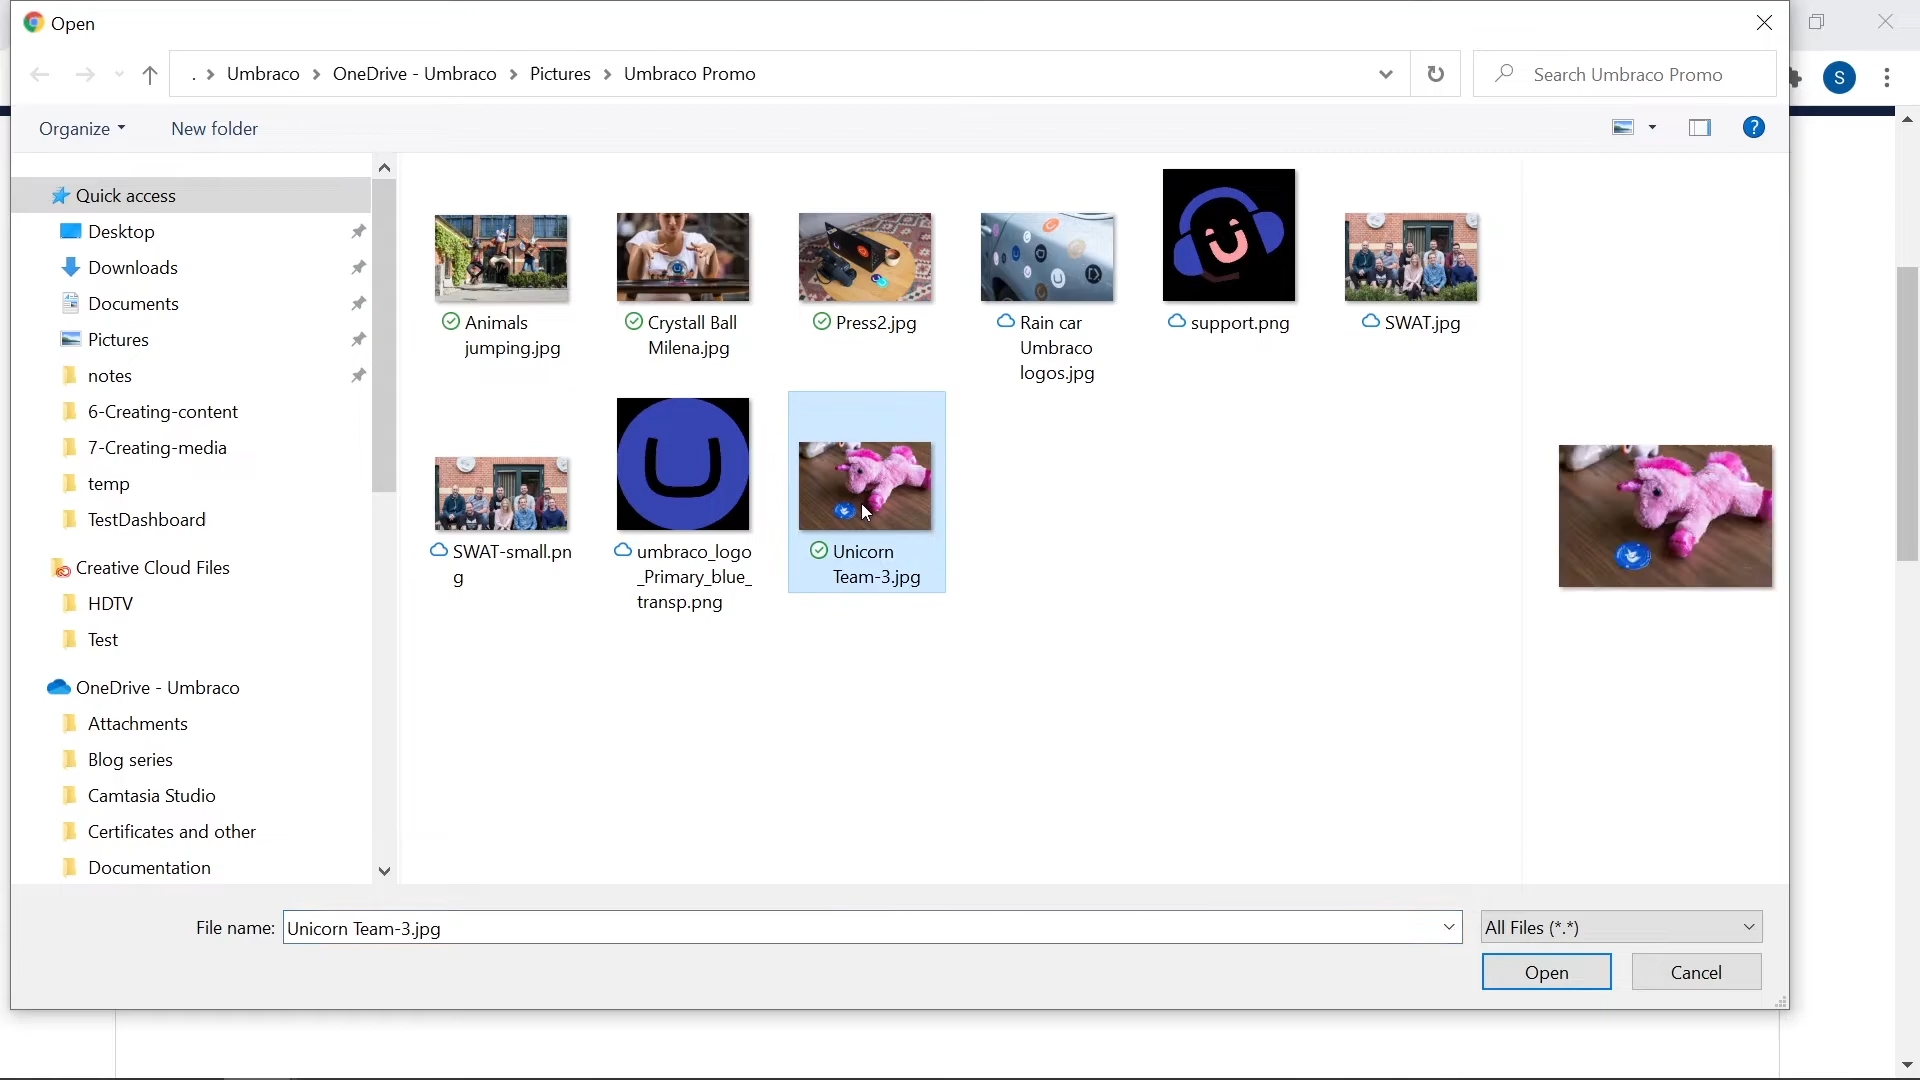 Open
. > Umbraco > OneDrive - Umbraco > Pictures > Umbraco Promo
Search Umbraco Promo
S
Organize
New folder
?
Quick access
Desktop
Downloads
Documents
Pictures
notes
6-Creating-content
7-Creating-media
temp
TestDashboard
Creative Cloud Files
HDTV
Test
OneDrive - Umbraco
Attachments
Blog series
Camtasia Studio
Certificates and other
Documentation
Animals
jumping.jpg
Crystall Ball
Milena.jpg
Press2.jpg
Rain car
Umbraco
logos.jpg
support.png
SWAT.jpg
SWAT-small.pn
g
umbraco_logo
_Primary_blue_
transp.png
Unicorn
Team-3.jpg
File name:
Unicorn Team-3.jpg
All Files (*.*)
Open
Cancel